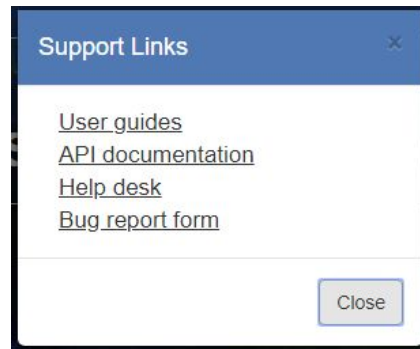 Support Links
×
User guides
API documentation
Help desk
Bug report form
Close